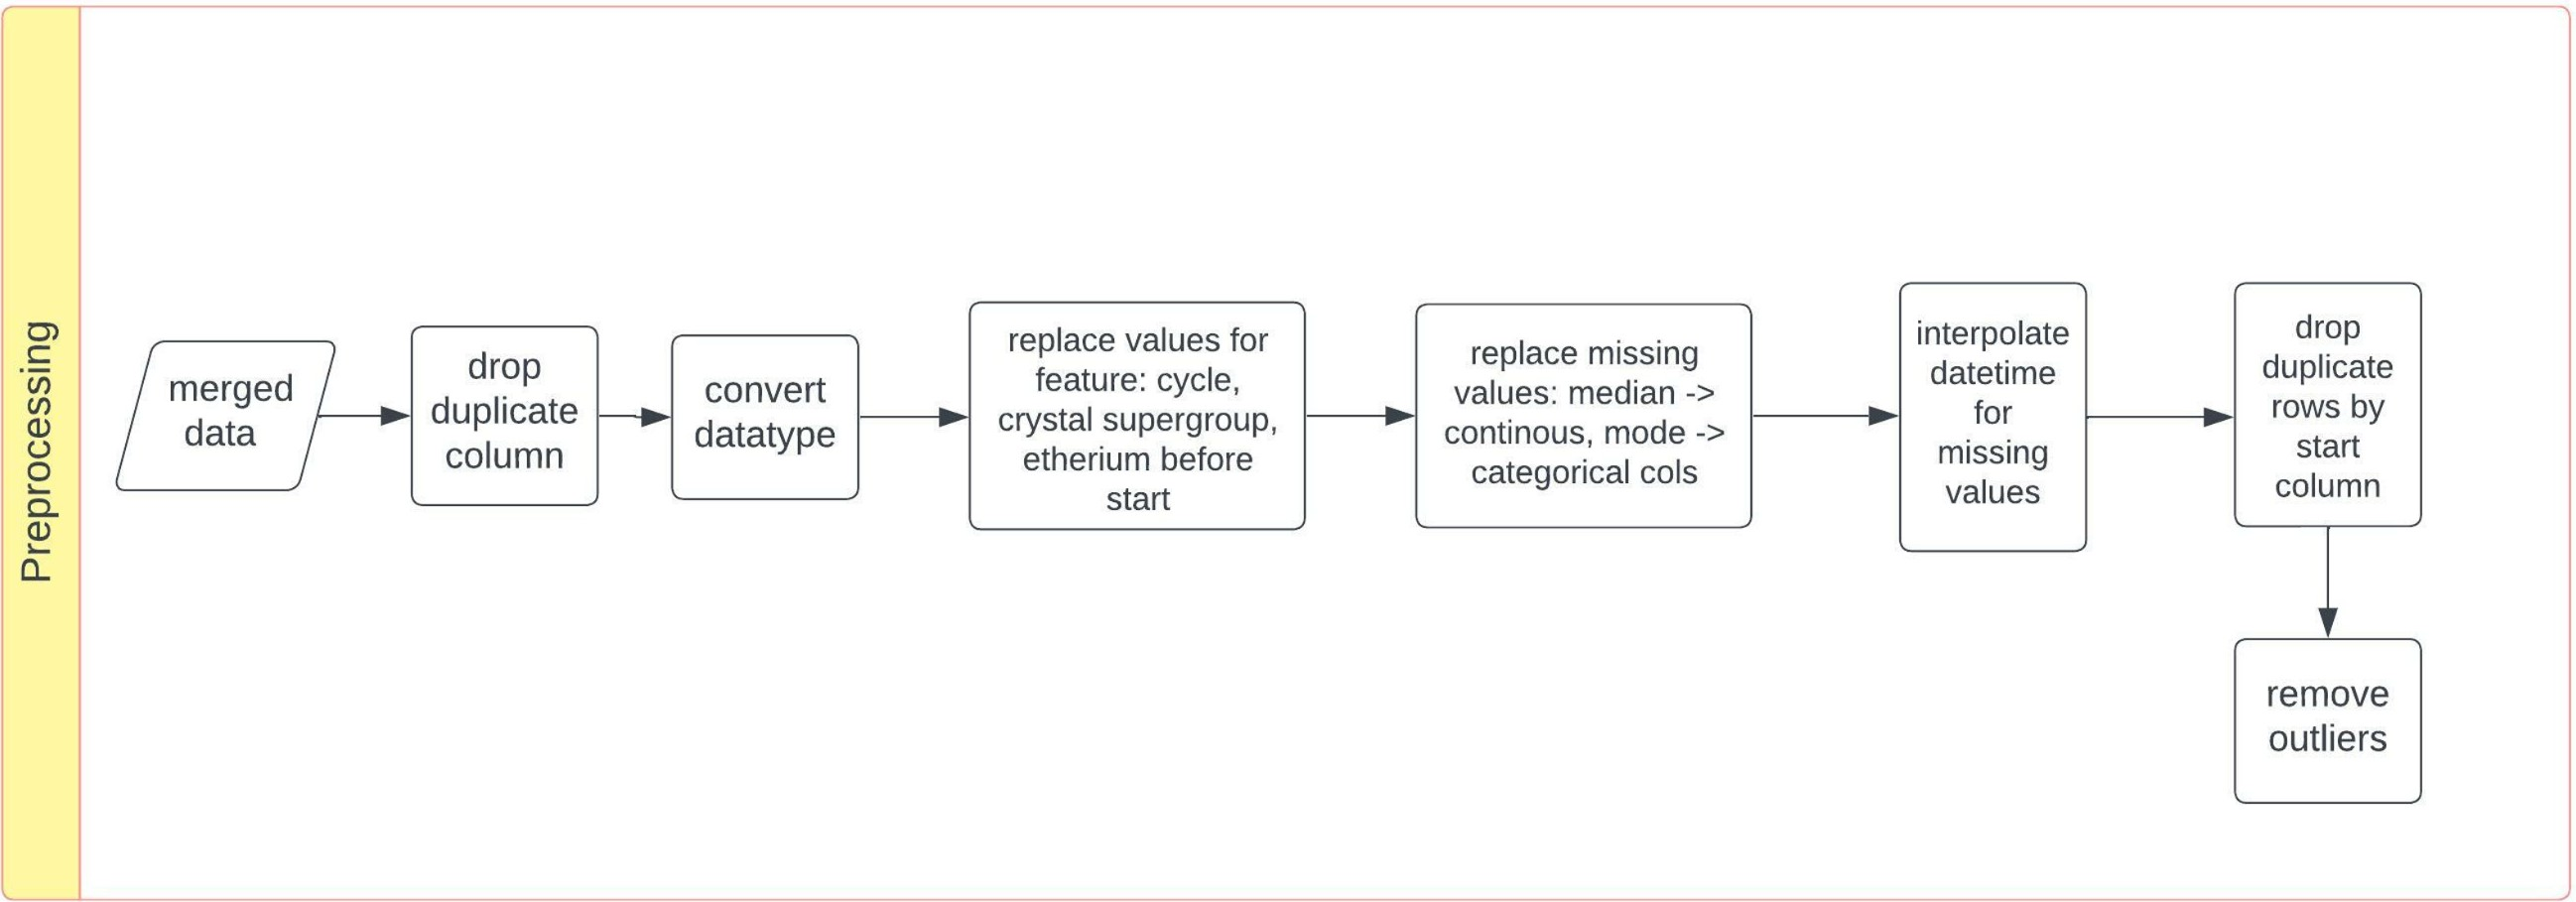 Preprocessing
merged
data
drop
duplicate
column
convert
datatype
replace values for
feature: cycle,
crystal supergroup,
etherium before
start
replace missing
values: median ->
continous, mode ->
categorical cols
interpolate
datetime
for
missing
values
drop
duplicate
rows by
start
column
remove
outliers